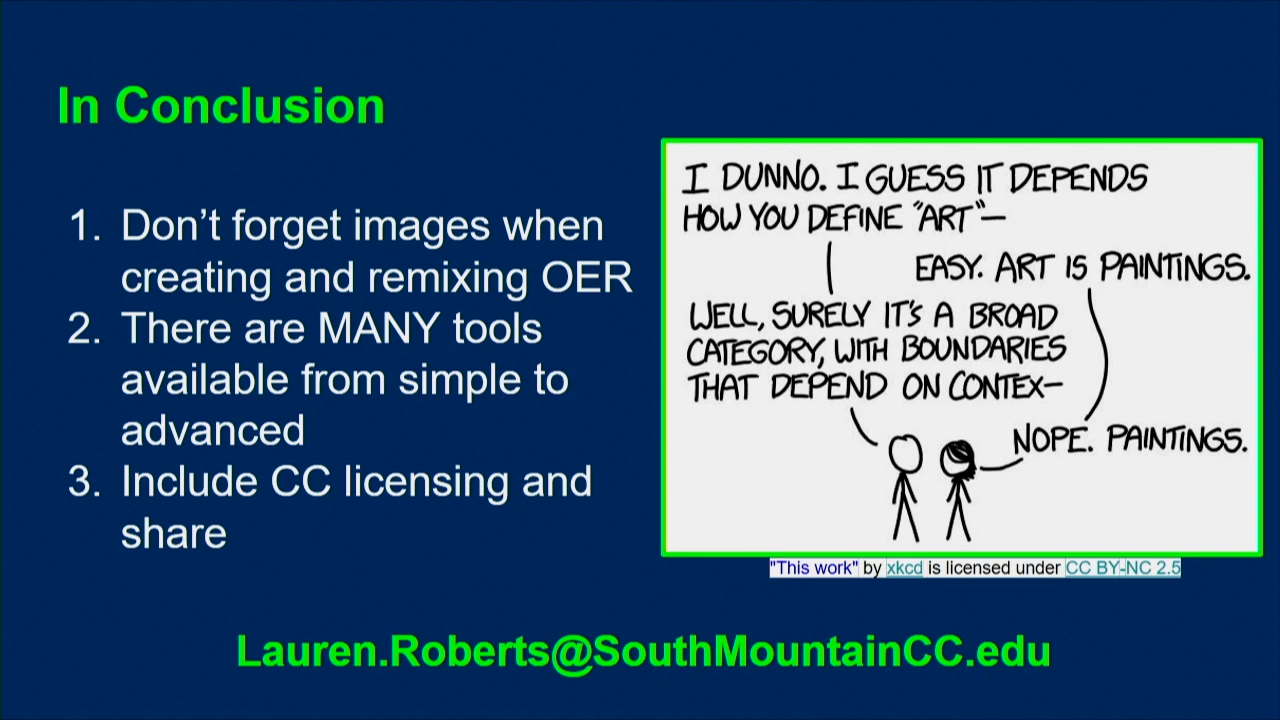 In Conclusion
1. Don’t forget images when
creating and remixing OER
2. There are MANY tools
available from simple to
advanced
3. Include CC licensing and
share
I DUNNO. I GUESS IT DEPENDS
HOW YOU DEFINE "ART"—
EASY. ART IS PAINTINGS.
WELL, SURELY IT'S A BROAD
CATEGORY, WITH BOUNDARIES
THAT DEPEND ON CONTEX—
NOPE. PAINTINGS.
"This work" by xkcd is licensed under CC BY-NC 2.5
Lauren.Roberts@SouthMountainCC.edu